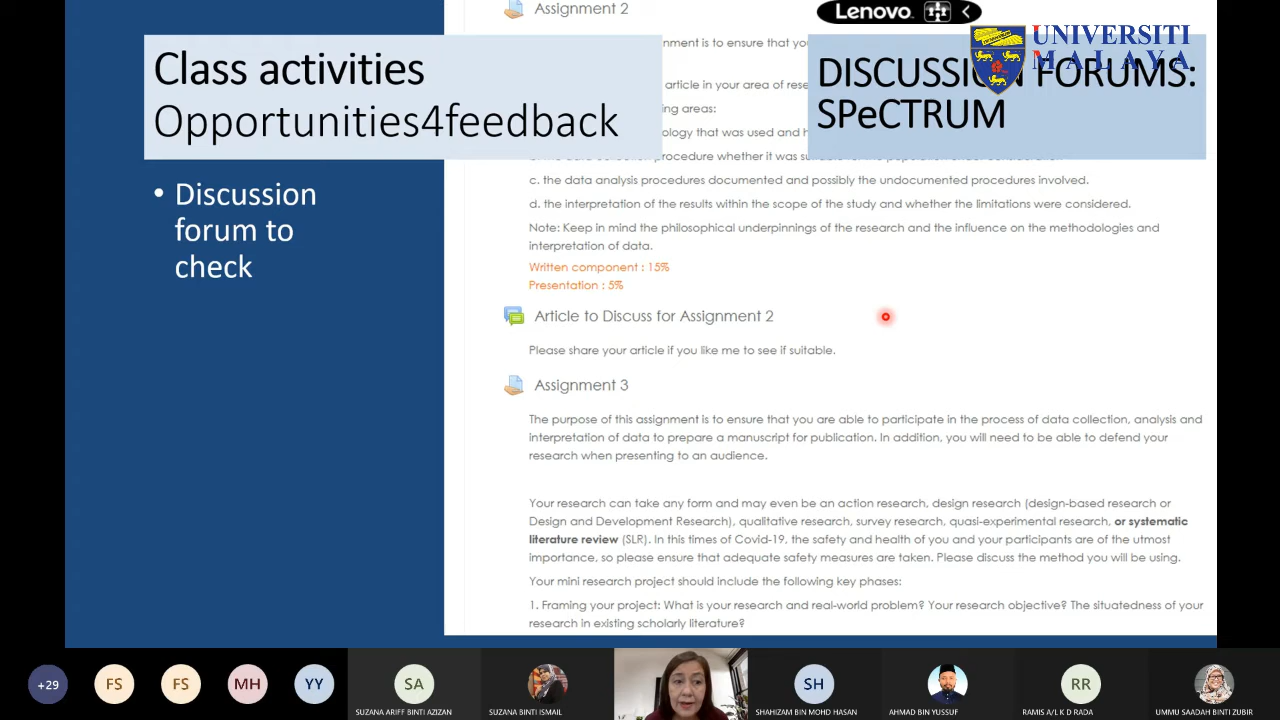 Assignment 2
Lenovo
UNIVERSITI
MALAYA
Class activities
Opportunities4feedback
DISCUSSION FORUMS:
SPeCTRUM
nment is to ensure that you
article in your area of
ng areas:
ology that was used and
procedure whether it was
c. the data analysis procedures documented and possibly the undocumented procedures involved.
d. the interpretation of the results within the scope of the study and whether the limitations were considered.
Note: Keep in mind the philosophical underpinnings of the research and the influence on the methodologies and
interpretation of data.
Written component : 15%
Presentation : 5%
• Discussion
forum to
check
Article to Discuss for Assignment 2
Please share your article if you like me to see if suitable.
Assignment 3
The purpose of this assignment is to ensure that you are able to participate in the process of data collection, analysis and
interpretation of data to prepare a manuscript for publication. In addition, you will need to be able to defend your
research when presenting to an audience.
Your research can take any form and may even be an action research, design research (design-based research or
Design and Development Research), qualitative research, survey research, quasi-experimental research, or systematic
literature review (SLR). In this times of Covid-19, the safety and health of you and your participants are of the utmost
importance, so please ensure that adequate safety measures are taken. Please discuss the method you will be using.
Your mini research project should include the following key phases:
1. Framing your project: What is your research and real-world problem? Your research objective? The situatedness of your
research in existing scholarly literature?
+29
FS
FS
MH
YY
SA
SUZANA ARIFF BINTI AZIZAN
SUZANA BINTI ISMAIL
SH
SHAHIZAM BIN MOHD HASAN
AHMAD BIN YUSSUF
RR
RAMIS A/L K D RADA
UMMU SAADAH BINTI ZUBIR